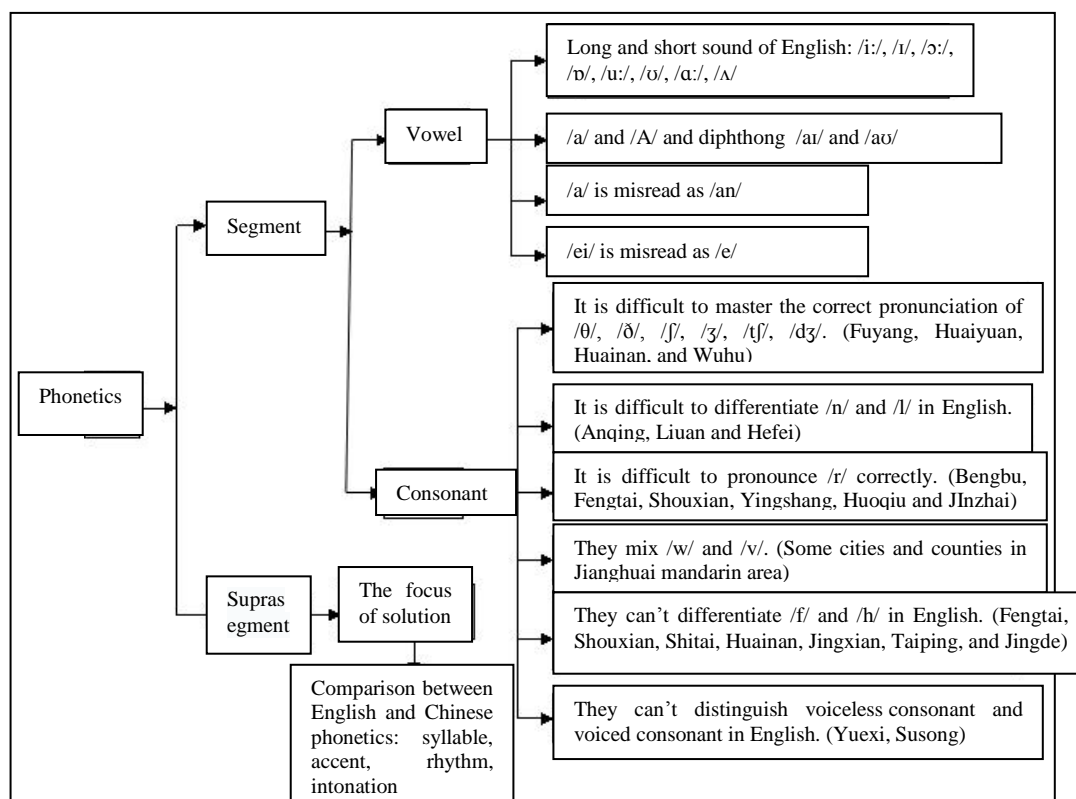 Phonetics
Segment
Vowel
Long and short sound of English: /i:/, /ɪ/, /ɔ:/,
/ɒ/, /u:/, /ʊ/, /ɑ:/, /ʌ/
/a/ and /A/ and diphthong /aɪ/ and /aʊ/
/a/ is misread as /an/
/ei/ is misread as /e/
Consonant
It is difficult to master the correct pronunciation of
/θ/, /ð/, /ʃ/, /ʒ/, /tʃ/, /dʒ/. (Fuyang, Huaiyuan,
Huainan, and Wuhu)
It is difficult to differentiate /n/ and /l/ in English.
(Anqing, Liuan and Hefei)
It is difficult to pronounce /r/ correctly. (Bengbu,
Fengtai, Shouxian, Yingshang, Huoqiu and JInzhai)
They mix /w/ and /v/. (Some cities and counties in
Jianghuai mandarin area)
They can't differentiate /f/ and /h/ in English. (Fengtai,
Shouxian, Shitai, Huainan, Jingxian, Taiping, and Jingde)
They can't distinguish voiceless consonant and
voiced consonant in English. (Yuexi, Susong)
Supras
egment
The focus
of solution
Comparison between
English and Chinese
phonetics: syllable,
accent, rhythm,
intonation